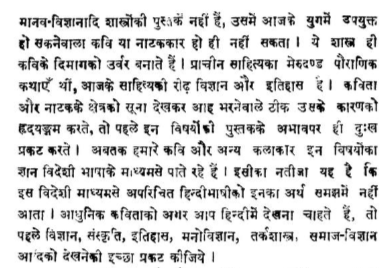 मानव-विज्ञानादि शास्त्रोंकी पुस्तकें नहीं हैं, उसमें आजके युगमें उपयुक्त
हो सकनेवाला कवि या नाटककार हो ही नहीं सकता । ये शास्त्र ही
कविके दिमागको उर्वर बनाते हैं । प्राचीन साहित्यका मेरुदण्ड पौराणिक
कथाएँ थीं, आजके साहित्यकी रीढ़ विज्ञान और इतिहास है । कविता
और नाटकके क्षेत्रको सूना देखकर आह भरनेवाले ठीक उसके कारणको
हृदयङ्गम करते, तो पहले इन विषयोंकी पुस्तकके अभावपर ही दुःख
प्रकट करते । अबतक हमारे कवि और अन्य कलाकार इन विषयोंका
ज्ञान विदेशी भाषाके माध्यमसे पाते रहे हैं । इसीका नतीजा यह है कि
इस विदेशी माध्यमसे अपरिचित हिन्दीभाषीको इनका अर्थ समझमें नहीं
आता । आधुनिक कविताको अगर आप हिन्दीमें देखना चाहते हैं, तो
पहले विज्ञान, संस्कृति, इतिहास, मनोविज्ञान, तर्कशास्त्र, समाज-विज्ञान
आदिको देखनेकी इच्छा प्रकट कीजिये ।